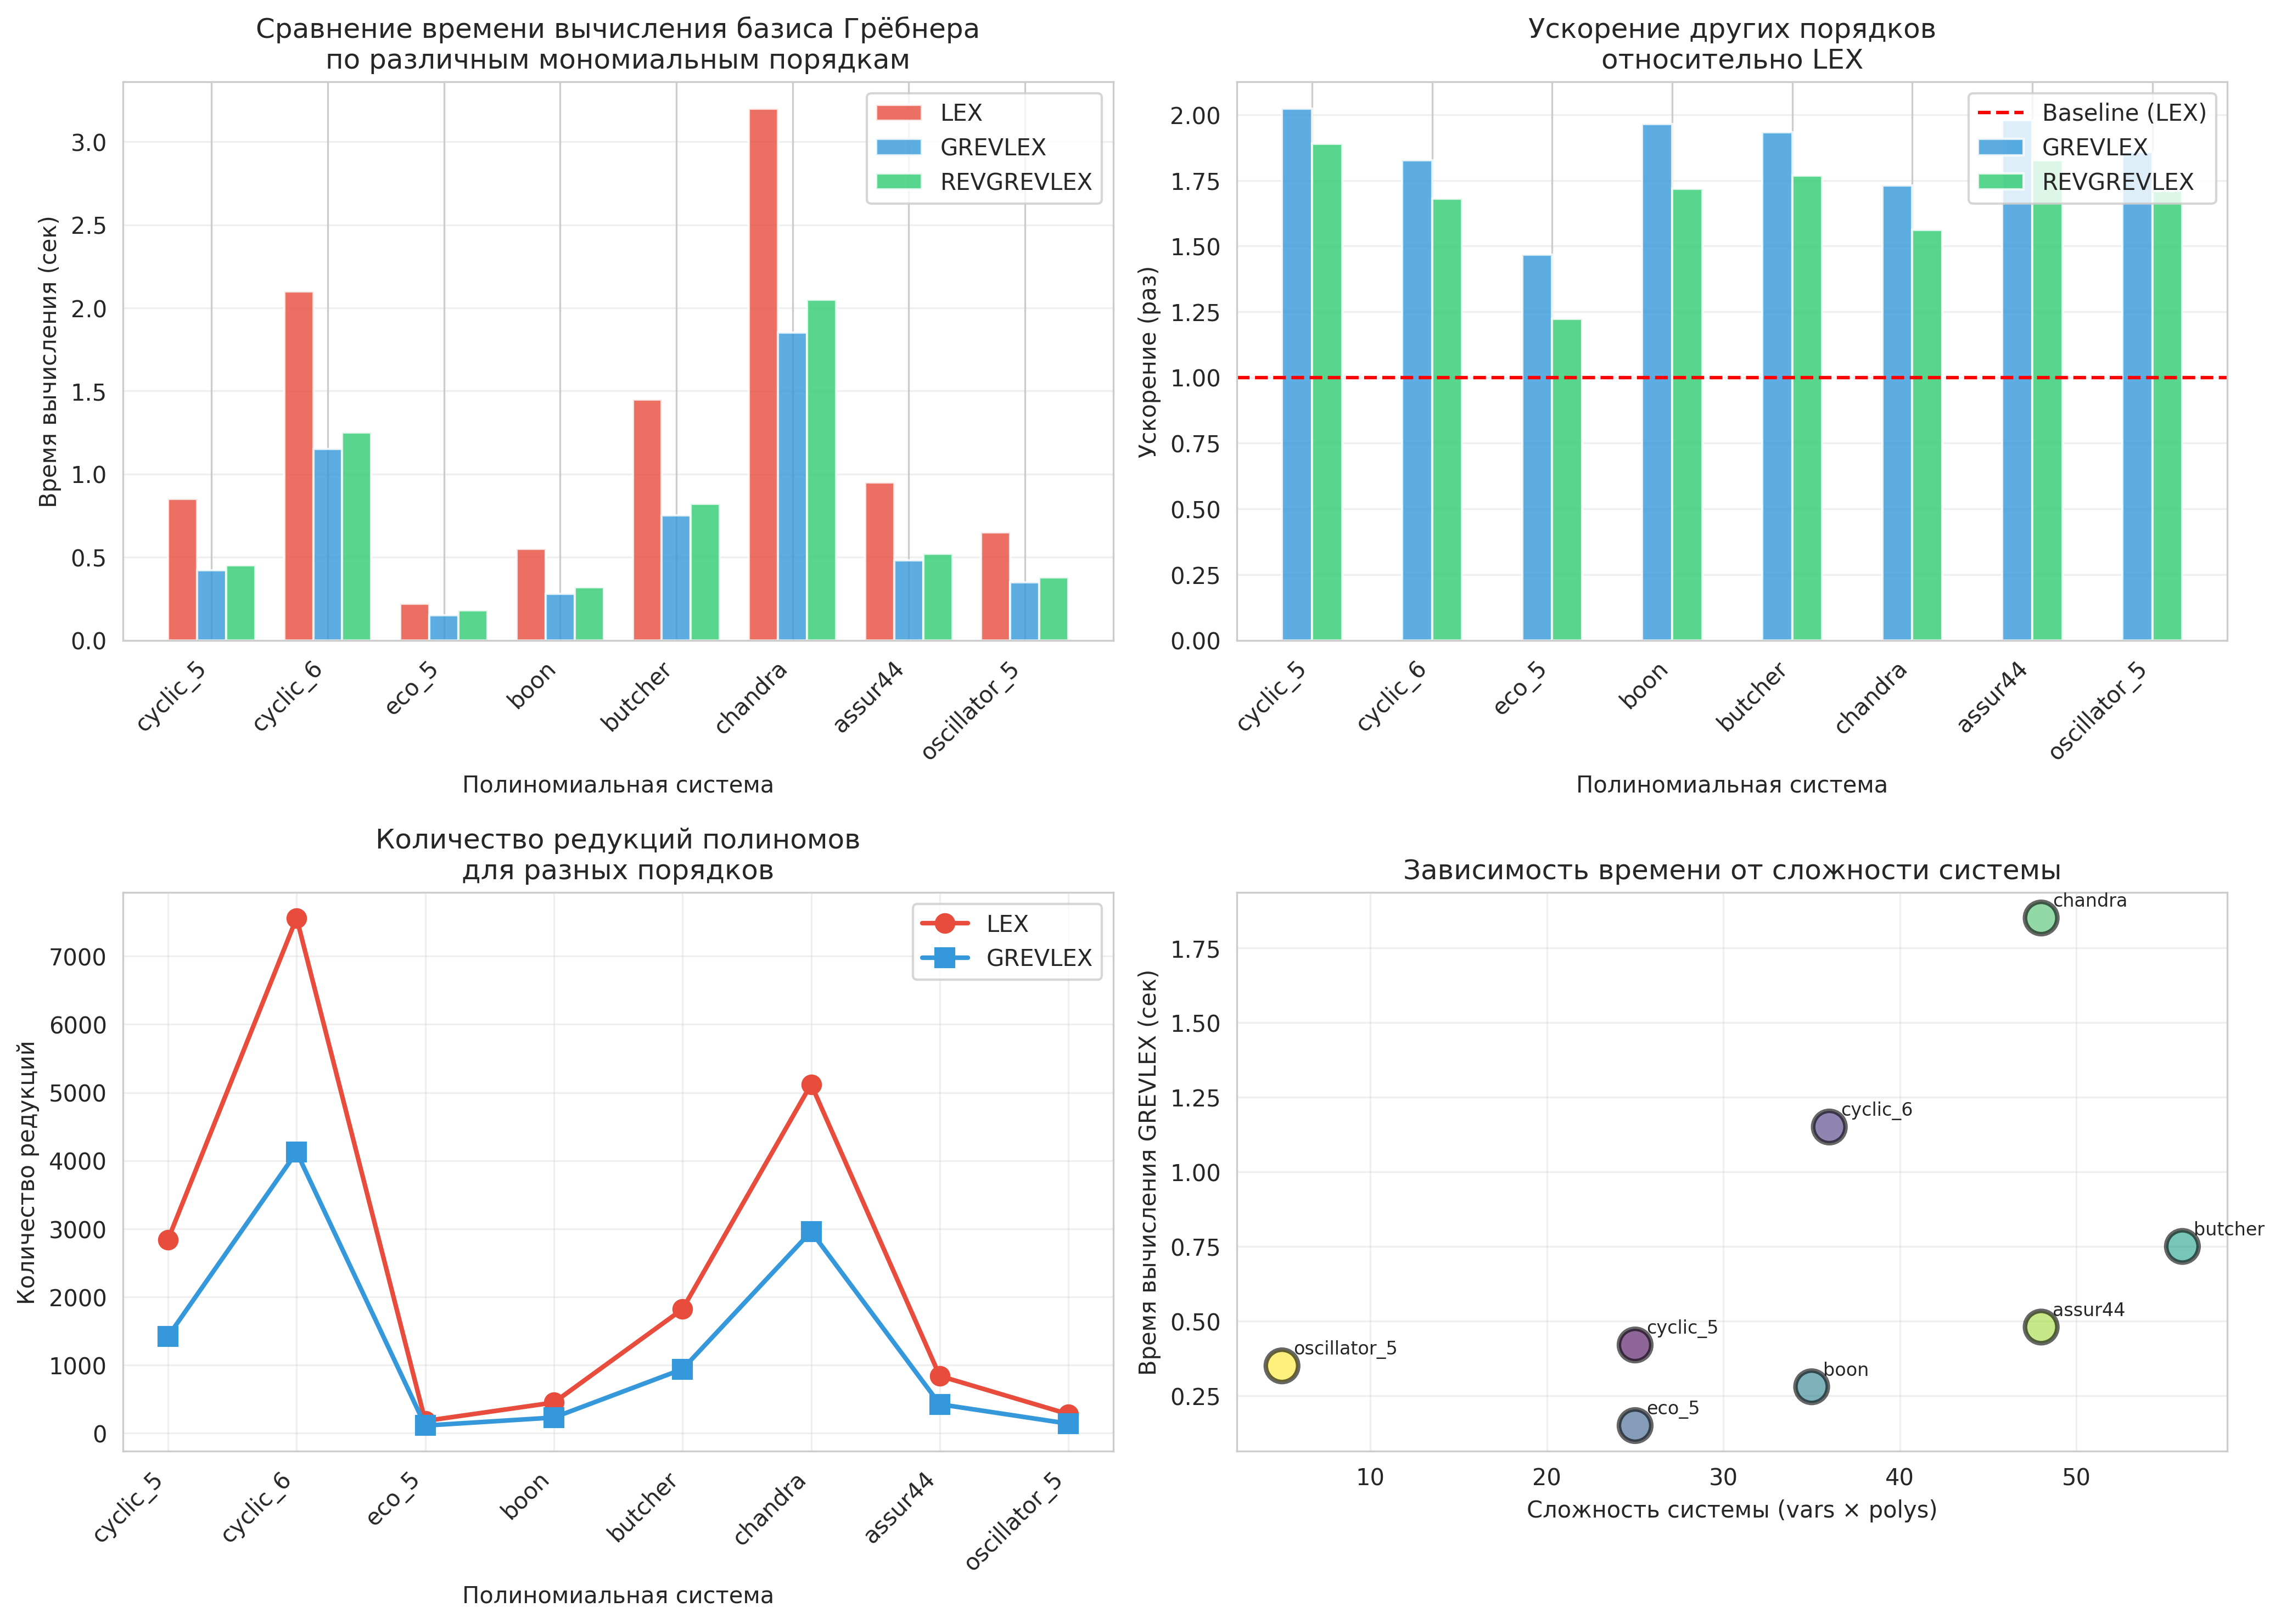 Сравнение времени вычисления базиса Грёбнера
по различным мономиальным порядкам
Время вычисления (сек)
3.0
2.5
2.0
1.5
1.0
0.5
0.0
LEX
GREVLEX
REVGREVLEX
cyclic_5
cyclic_6
eco_5
boon
butcher
chandra
assur44
oscillator_5
Полиномиальная система
Ускорение других порядков
относительно LEX
Ускорение (раз)
2.00
1.75
1.50
1.25
1.00
0.75
0.50
0.25
0.00
Baseline (LEX)
GREVLEX
REVGREVLEX
cyclic_5
cyclic_6
eco_5
boon
butcher
chandra
assur44
oscillator_5
Полиномиальная система
Количество редукций полиномов
для разных порядков
Количество редукций
7000
6000
5000
4000
3000
2000
1000
0
LEX
GREVLEX
cyclic_5
cyclic_6
eco_5
boon
butcher
chandra
assur44
oscillator_5
Полиномиальная система
Зависимость времени от сложности системы
Время вычисления GREVLEX (сек)
1.75
1.50
1.25
1.00
0.75
0.50
0.25
chandra
cyclic_6
butcher
assur44
cyclic_5
oscillator_5
boon
eco_5
10
20
30
40
50
Сложность системы (vars × polys)